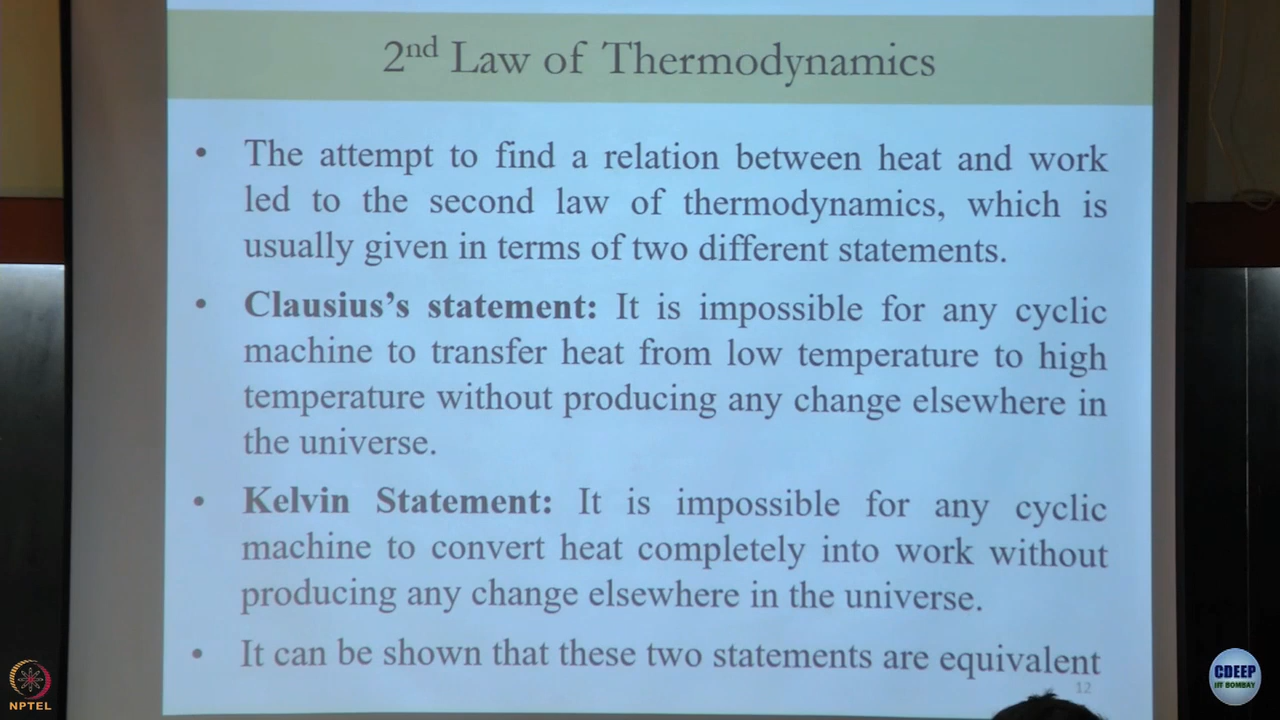 2nd Law of Thermodynamics
• The attempt to find a relation between heat and work
led to the second law of thermodynamics, which is
usually given in terms of two different statements.
• Clausius's statement: It is impossible for any cyclic
machine to transfer heat from low temperature to high
temperature without producing any change elsewhere in
the universe.
• Kelvin Statement: It is impossible for any cyclic
machine to convert heat completely into work without
producing any change elsewhere in the universe.
• It can be shown that these two statements are equivalent
12
NPTEL
CDEEP
IIT BOMBAY